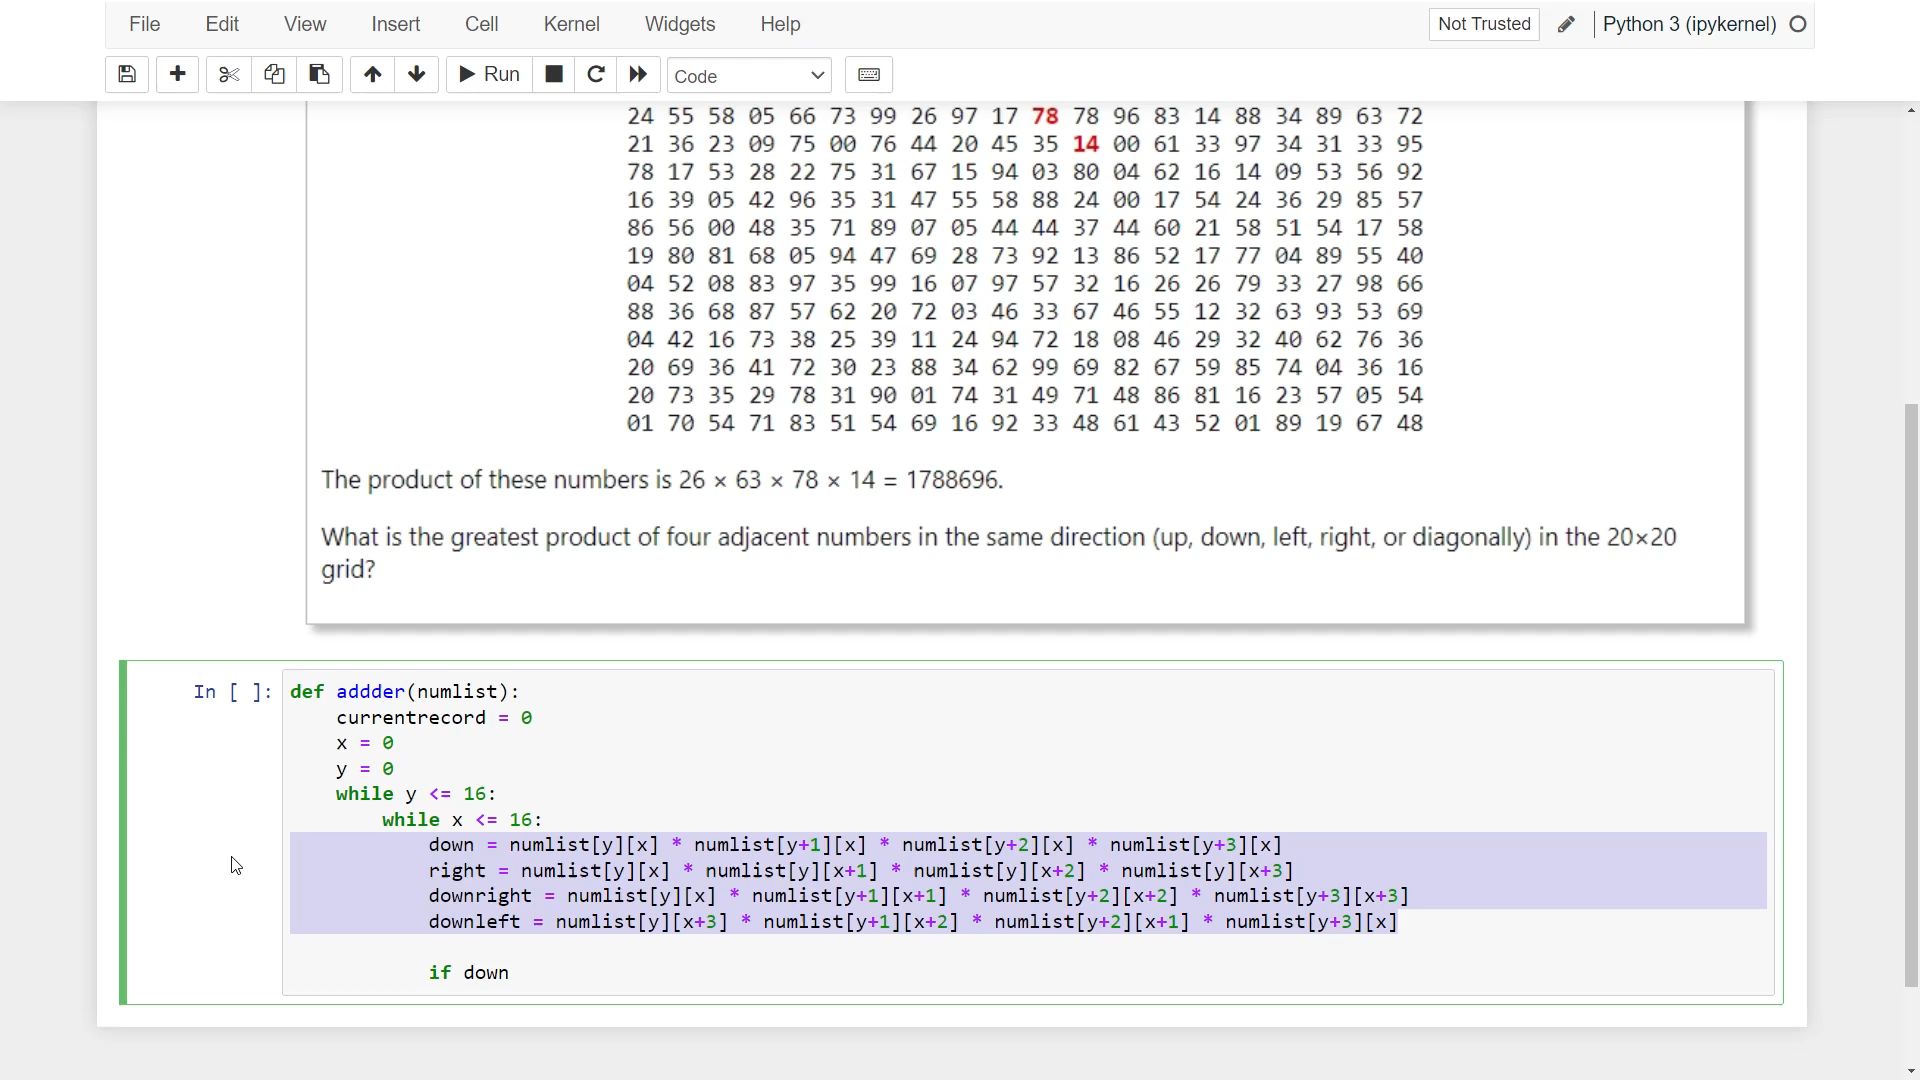 File Edit View Insert Cell Kernel Widgets Help Not Trusted Python 3 (ipykernel)
Run Code
24 55 58 05 66 73 99 26 97 17 78 78 96 83 14 88 34 89 63 72
21 36 23 09 75 00 76 44 20 45 35 14 00 61 33 97 34 31 33 95
78 17 53 28 22 75 31 67 15 94 03 80 04 62 16 14 09 53 56 92
16 39 05 42 96 35 31 47 55 58 88 24 00 17 54 24 36 29 85 57
86 56 00 48 35 71 89 07 05 44 44 37 44 60 21 58 51 54 17 58
19 80 81 68 05 94 47 69 28 73 92 13 86 52 17 77 04 89 55 40
04 52 08 83 97 35 99 16 07 97 57 32 16 26 26 79 33 27 98 66
88 36 68 87 57 62 20 72 03 46 33 67 46 55 12 32 63 93 53 69
04 42 16 73 38 25 39 11 24 94 72 18 08 46 29 32 40 62 76 36
20 69 36 41 72 30 23 88 34 62 99 69 82 67 59 85 74 04 36 16
20 73 35 29 78 31 90 01 74 31 49 71 48 86 81 16 23 57 05 54
01 70 54 71 83 51 54 69 16 92 33 48 61 43 52 01 89 19 67 48
The product of these numbers is 26 × 63 × 78 × 14 = 1788696.
What is the greatest product of four adjacent numbers in the same direction (up, down, left, right, or diagonally) in the 20×20
grid?
In [ ]: def addder(numlist):
currentrecord = 0
x = 0
y = 0
while y <= 16:
while x <= 16:
down = numlist[y][x] * numlist[y+1][x] * numlist[y+2][x] * numlist[y+3][x]
right = numlist[y][x] * numlist[y][x+1] * numlist[y][x+2] * numlist[y][x+3]
downright = numlist[y][x] * numlist[y+1][x+1] * numlist[y+2][x+2] * numlist[y+3][x+3]
downleft = numlist[y][x+3] * numlist[y+1][x+2] * numlist[y+2][x+1] * numlist[y+3][x]
if down